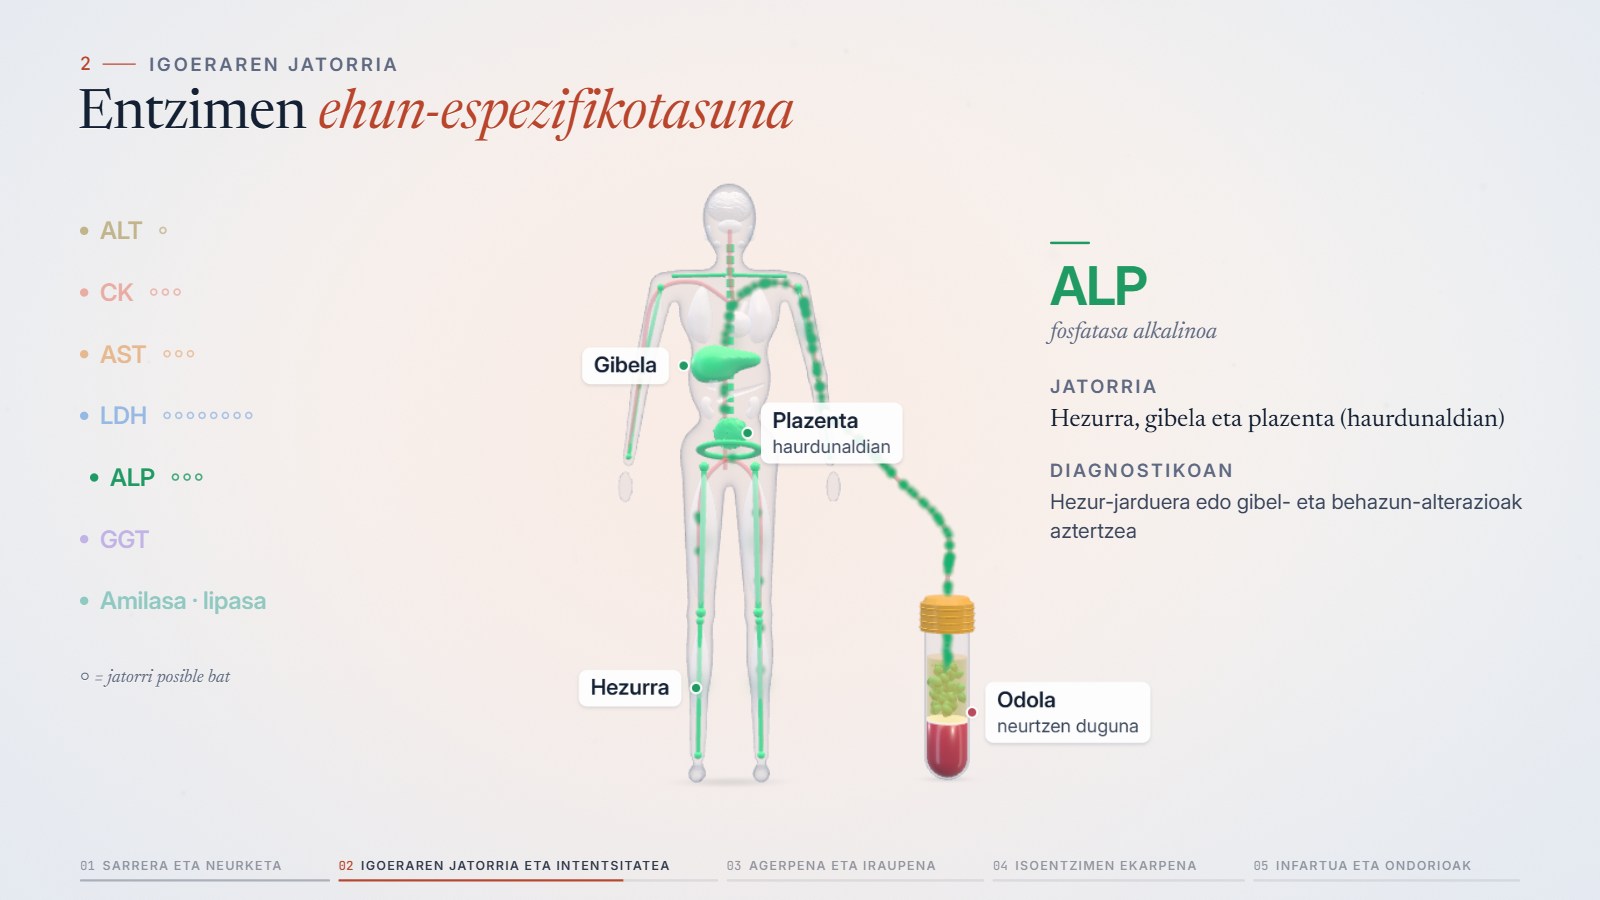 2 — IGOERAREN JATORRIA
Entzimen ehun-espezifikotasuna
ALT
CK
AST
LDH
ALP
GGT
Amilasa · lipasa
= jatorri posible bat
Gibela
Plazenta
haurdunaldian
Hezurra
Odola
neurtzen duguna
ALP
fosfatasa alkalinoa
JATORRIA
Hezurra, gibela eta plazenta (haurdunaldian)
DIAGNOSTIKOAN
Hezur-jarduera edo gibel- eta behazun-alterazioak
aztertzea
01 SARRERA ETA NEURKETA
02 IGOERAREN JATORRIA ETA INTENTSITATEA
03 AGERPENA ETA IRAUPENA
04 ISOENTZIMEN EKARPENA
05 INFARTUA ETA ONDORIOAK